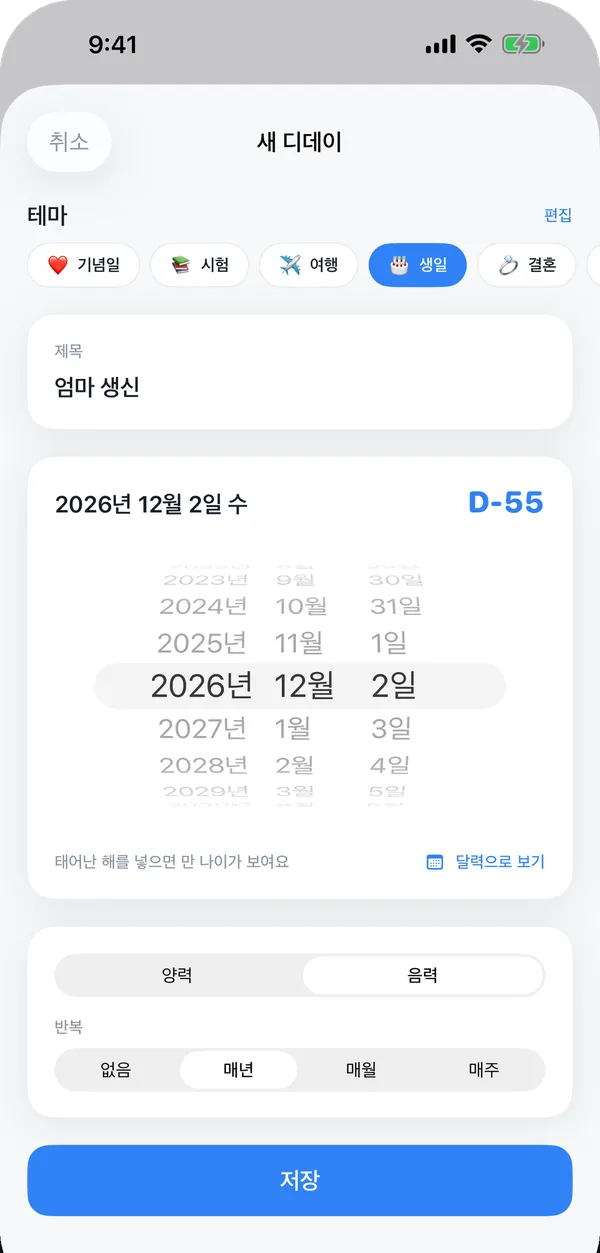 9:41
취소
새 디데이
테마
편집
기념일
시험
여행
생일
결혼
제목
엄마 생신
2026년 12월 2일 수
D-55
2023년 9월 30일
2024년 10월 31일
2025년 11월 1일
2026년 12월 2일
2027년 1월 3일
2028년 2월 4일
2029년 3월 5일
태어난 해를 넣으면 만 나이가 보여요
달력으로 보기
양력
음력
반복
없음
매년
매월
매주
저장